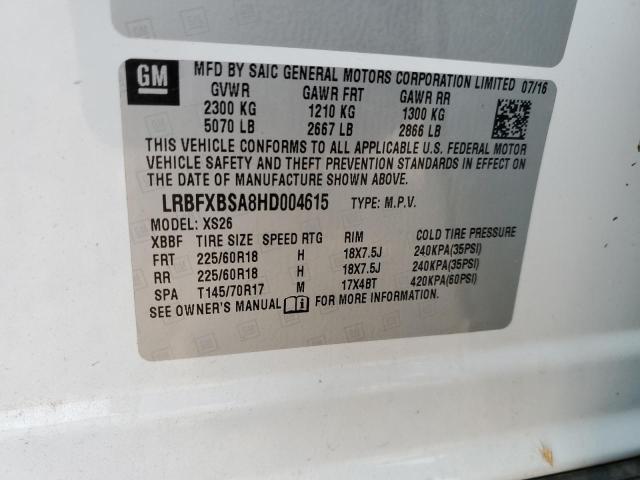 GM
MFD BY SAIC GENERAL MOTORS CORPORATION LIMITED 07/16
GVWR GAWR FRT GAWR RR
2300 KG 1210 KG 1300 KG
5070 LB 2667 LB 2866 LB
THIS VEHICLE CONFORMS TO ALL APPLICABLE U.S. FEDERAL MOTOR
VEHICLE SAFETY AND THEFT PREVENTION STANDARDS IN EFFECT ON
THE DATE OF MANUFACTURE SHOWN ABOVE.
LRBFXBSA8HD004615 TYPE: M.P.V.
MODEL: XS26
XBBF TIRE SIZE SPEED RTG RIM COLD TIRE PRESSURE
FRT 225/60R18 H 18X7.5J 240KPA(35PSI)
RR 225/60R18 H 18X7.5J 240KPA(35PSI)
SPA T145/70R17 M 17X4BT 420KPA(60PSI)
SEE OWNER'S MANUAL FOR MORE INFORMATION.